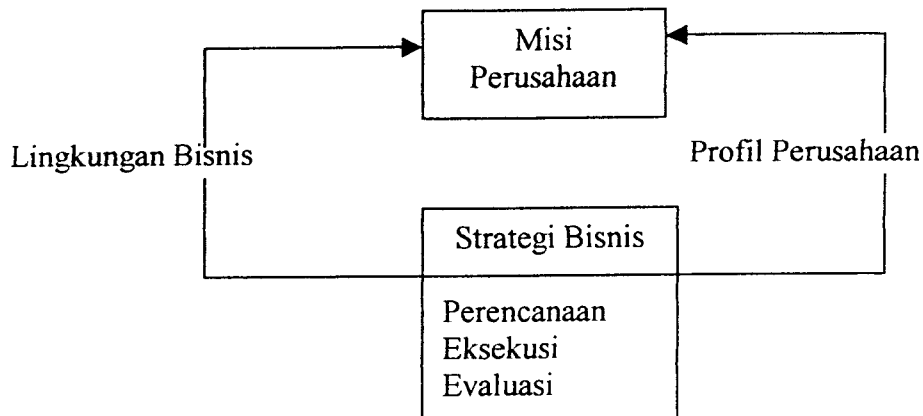 Misi
Perusahaan
Lingkungan Bisnis
Profil Perusahaan
Strategi Bisnis
Perencanaan
Eksekusi
Evaluasi